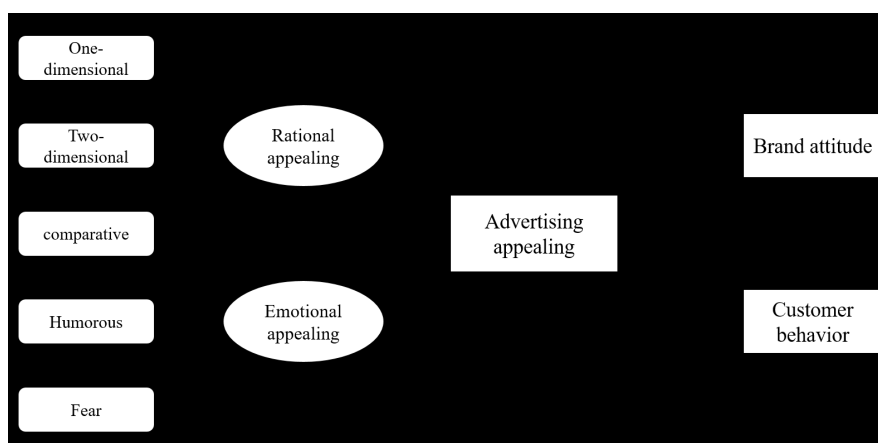 One-
dimensional
Two-
dimensional
comparative
Humorous
Fear
Rational
appealing
Emotional
appealing
Advertising
appealing
Brand attitude
Customer
behavior